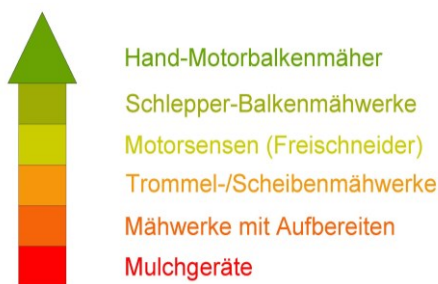 Hand-Motorbalkenmäher
Schlepper-Balkenmähwerke
Motorsensen (Freischneider)
Trommel-/Scheibenmähwerke
Mähwerke mit Aufbereiten
Mulchgeräte